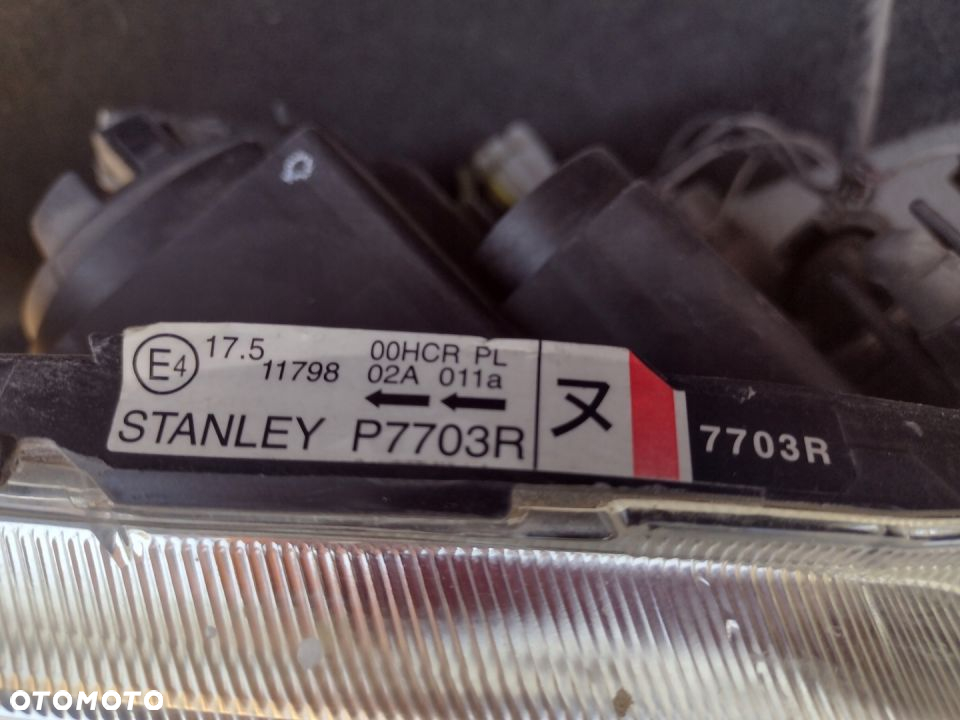 E4 17.5 00HCR PL
11798 02A 011a
STANLEY P7703R
ヌ
7703R
OTOMOTO